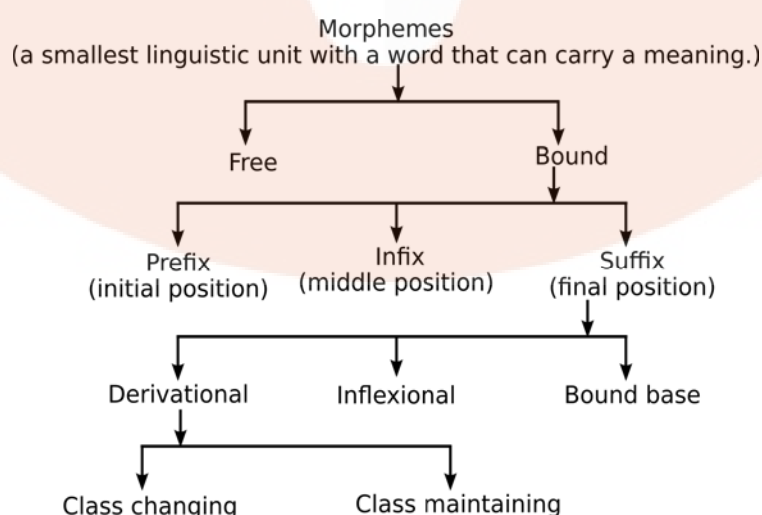 Morphemes
(a smallest linguistic unit with a word that can carry a meaning.)
Free
Bound
Prefix
(initial position)
Infix
(middle position)
Suffix
(final position)
Derivational
Inflexional
Bound base
Class changing
Class maintaining